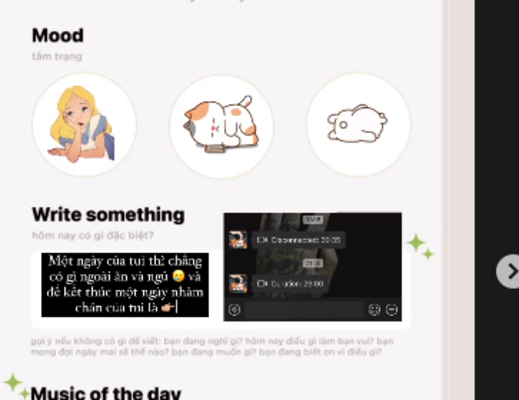 Mood
tâm trạng
Write something
hôm nay có gì đặc biệt?
Một ngày của tui thì chẳng
có gì ngoài ăn và ngủ 🥲 và
để kết thúc một ngày nhàm
chán của tui là 👉🏻
Disconnected: 30:35
Duration: 29:00
gợi ý nếu không có gì để viết: bạn đang nghĩ gì? hôm nay điều gì làm bạn vui? bạn
mong đợi ngày mai sẽ thế nào? bạn đang muốn gì? bạn đang biết ơn vì điều gì?
Music of the day